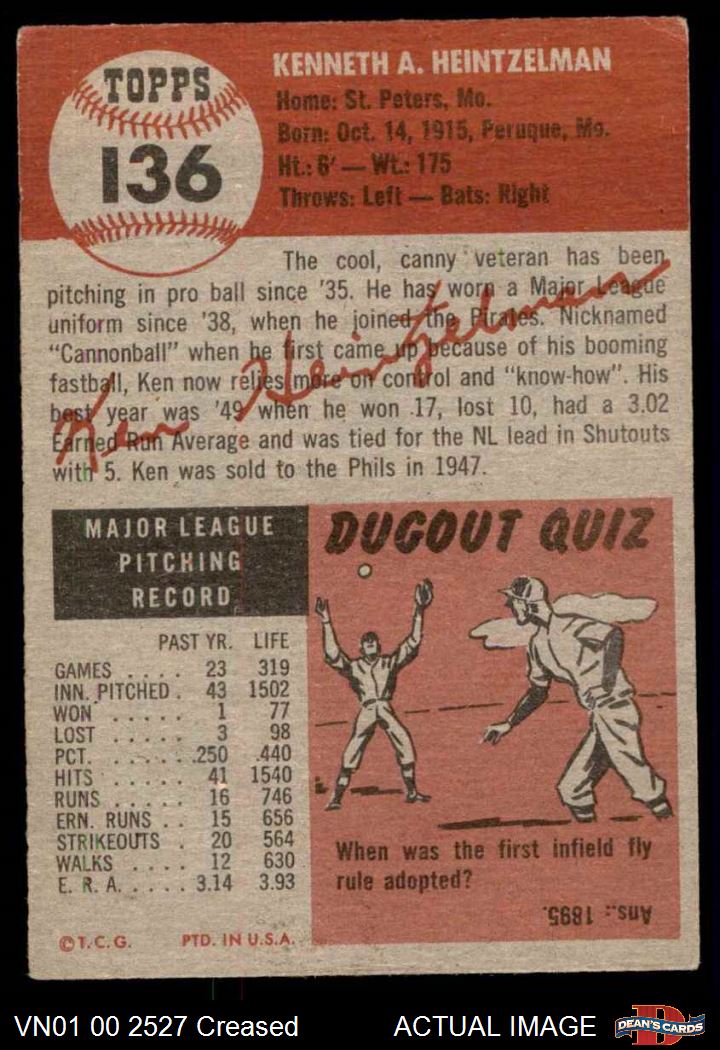 TOPPS
136
KENNETH A. HEINTZELMAN
Home: St. Peters, Mo.
Born: Oct. 14, 1915, Peruque, Mo.
Ht.: 6' — Wt.: 175
Throws: Left — Bats: Right
The cool, canny veteran has been
pitching in pro ball since '35. He has worn a Major League
uniform since '38, when he joined the Pirates. Nicknamed
"Cannonball" when he first came up because of his booming
fastball, Ken now relies more on control and "know-how". His
best year was '49 when he won 17, lost 10, had a 3.02
Earned Run Average and was tied for the NL lead in Shutouts
with 5. Ken was sold to the Phils in 1947.
Ken Heintzelman
MAJOR LEAGUE
PITCHING
RECORD
PAST YR. LIFE
GAMES .... 23 319
INN. PITCHED . 43 1502
WON ..... 1 77
LOST ..... 3 98
PCT. ......250 .440
HITS ..... 41 1540
RUNS ..... 16 746
ERN. RUNS .. 15 656
STRIKEOUTS . 20 564
WALKS .... 12 630
E. R. A. .... 3.14 3.93
©T.C.G. PTD. IN U.S.A.
DUGOUT QUIZ
When was the first infield fly
rule adopted?
Ans.: 1895.
VN01 00 2527 Creased ACTUAL IMAGE
D
DEAN'S CARDS